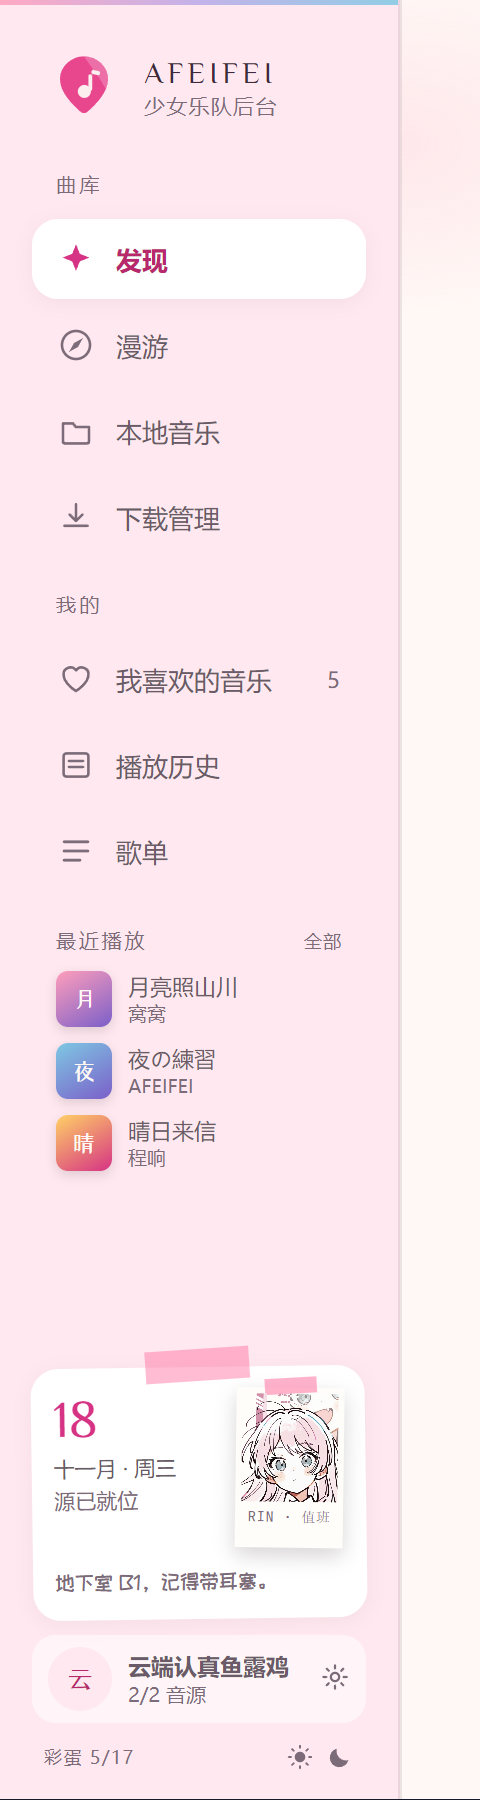 AFEIFEI
少女乐队后台
曲库
发现
漫游
本地音乐
下载管理
我的
我喜欢的音乐 5
播放历史
歌单
最近播放 全部
月 月亮照山川
窝窝
夜 夜の練習
AFEIFEI
晴 晴日来信
程响
18
十一月 · 周三
源已就位
RIN · 值班
地下室 B1，记得带耳塞。
云 云端认真鱼露鸡
2/2 音源
彩蛋 5/17